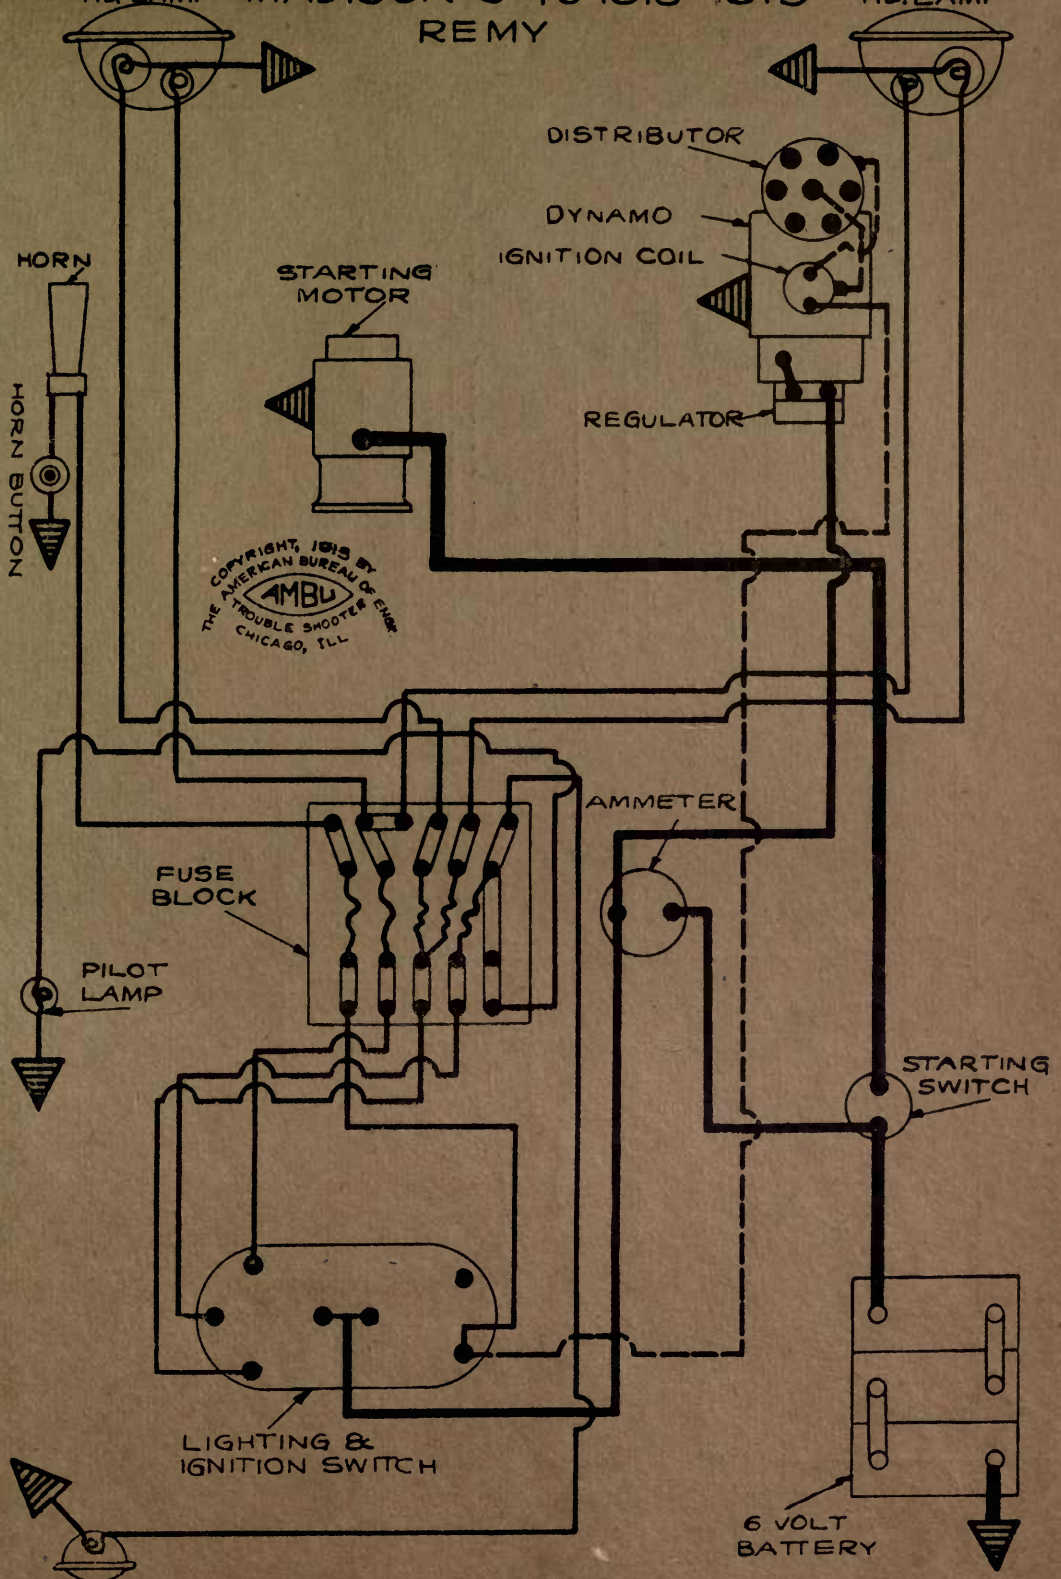 REMY
DISTRIBUTOR
DYNAMO
IGNITION COIL
HORN
STARTING
MOTOR
HORN BUTTON
REGULATOR
COPYRIGHT, 1915 BY
THE AMERICAN BUREAU OF ENGR.
AMBU
TROUBLE SHOOTER
CHICAGO, ILL
AMMETER
FUSE
BLOCK
PILOT
LAMP
STARTING
SWITCH
LIGHTING &
IGNITION SWITCH
6 VOLT
BATTERY